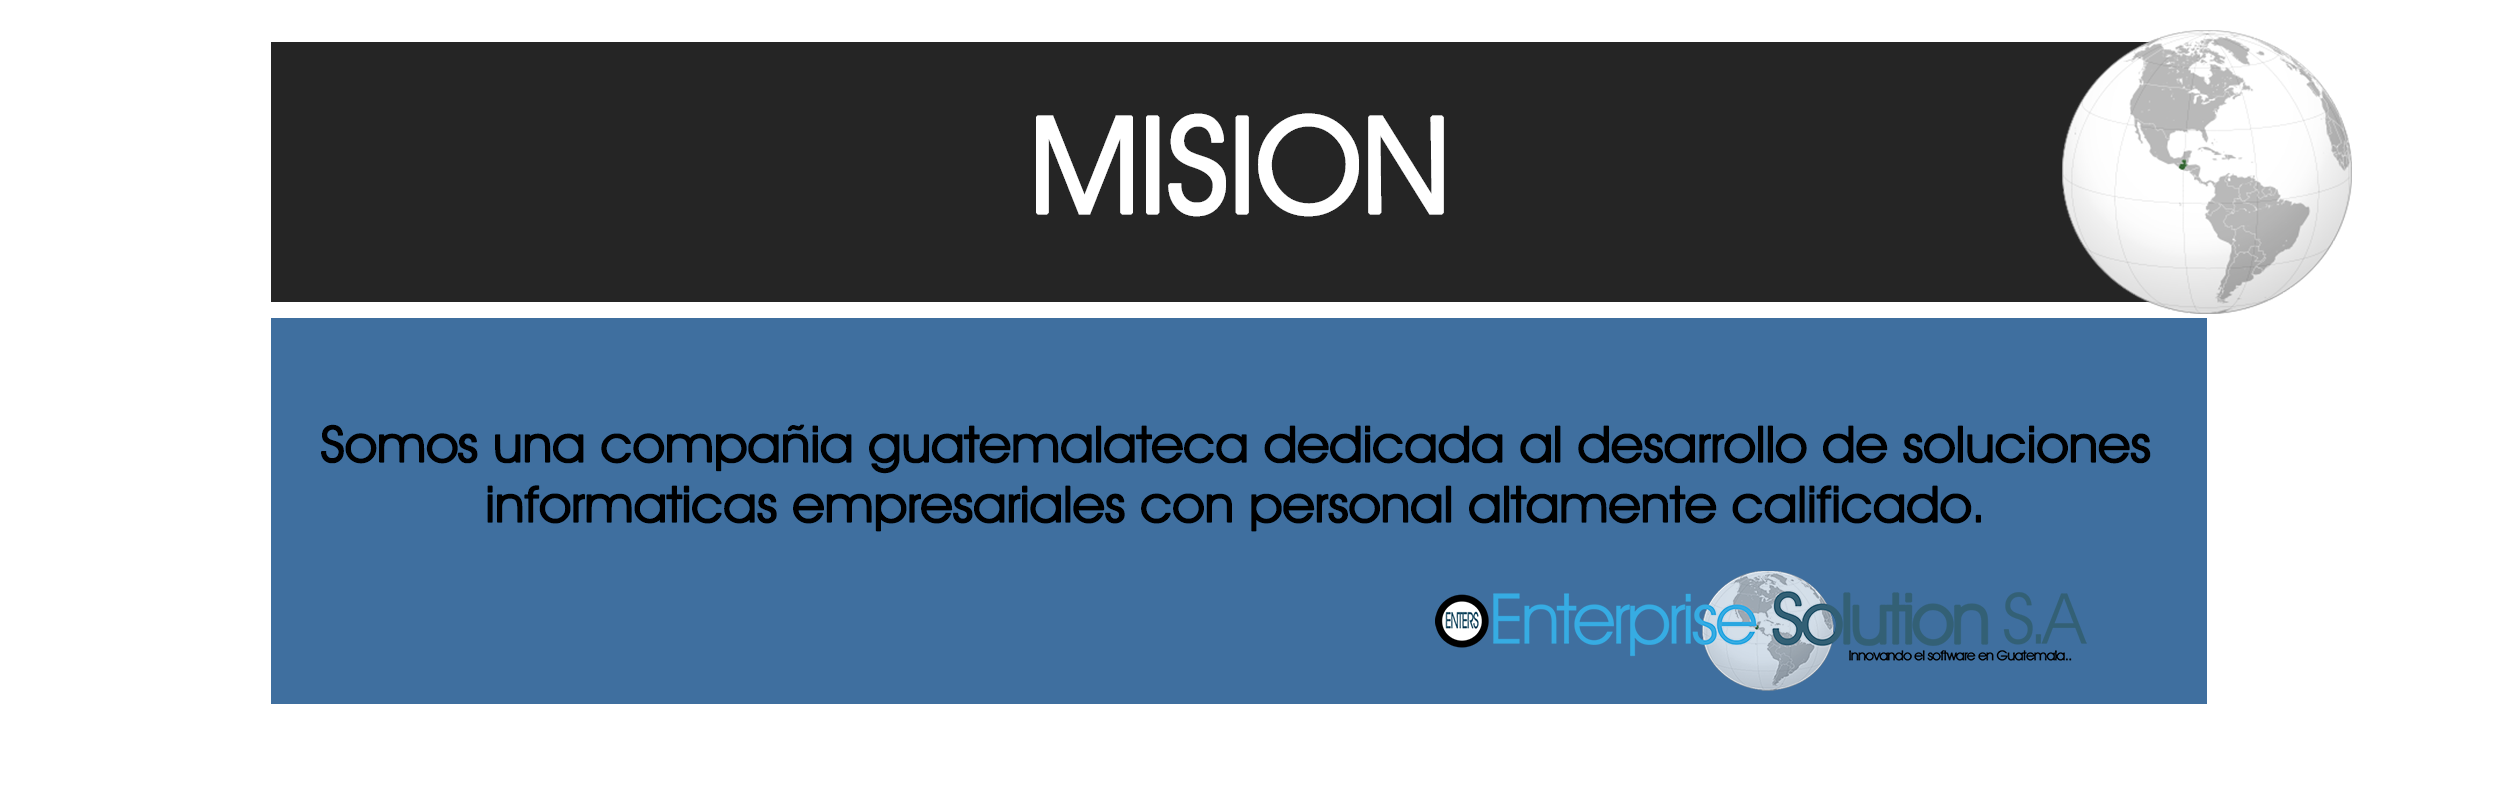 MISION
Somos una compañia guatemalateca dedicada al desarrollo de soluciones
informaticas empresariales con personal altamente calificado.
ENTERS Enterprise Solution S.A
Innovando el software en Guatemala..